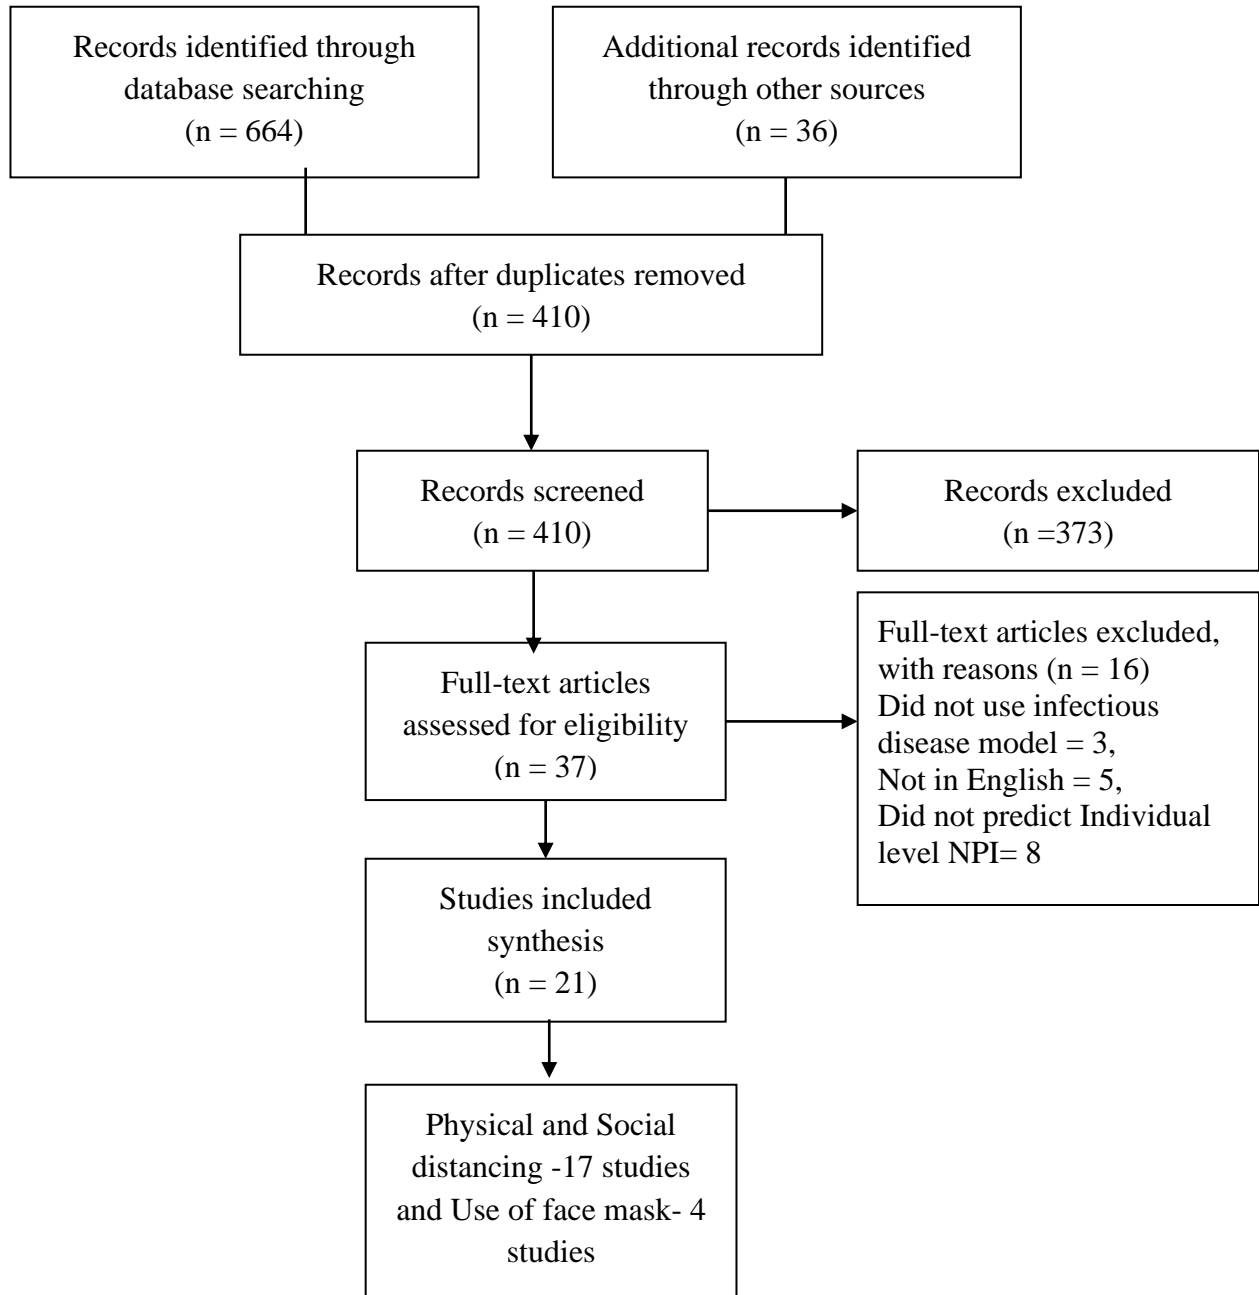 Records identified through
database searching
(n = 664)
Additional records identified
through other sources
(n = 36)
Records after duplicates removed
(n = 410)
Records screened
(n = 410)
Records excluded
(n =373)
Full-text articles
assessed for eligibility
(n = 37)
Full-text articles excluded,
with reasons (n = 16)
Did not use infectious
disease model = 3,
Not in English = 5,
Did not predict Individual
level NPI= 8
Studies included
synthesis
(n = 21)
Physical and Social
distancing -17 studies
and Use of face mask- 4
studies